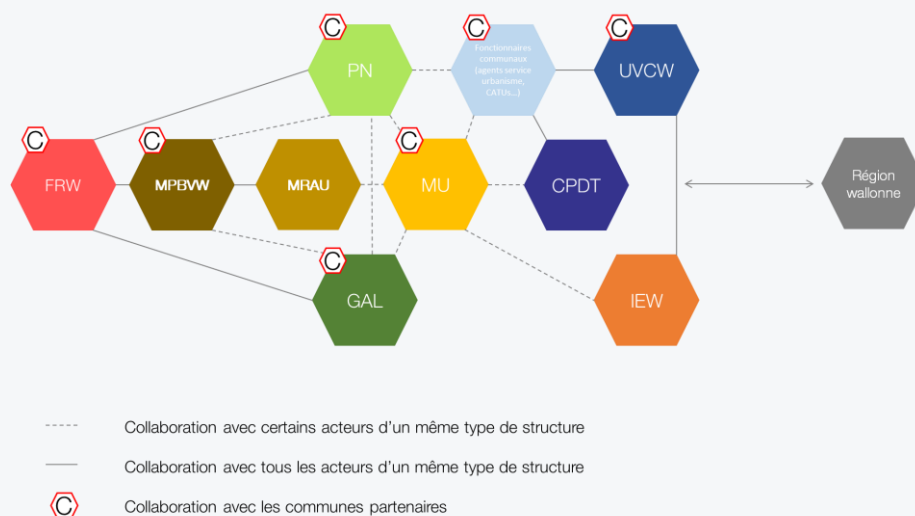 C
C
C
PN
Fonctionnaires
communaux
(agents service
urbanisme,
CATUs...)
UVCW
C
C
C
FRW
MPBVW
MRAU
MU
CPDT
Région
wallonne
C
GAL
IEW
Collaboration avec certains acteurs d'un même type de structure
Collaboration avec tous les acteurs d'un même type de structure
C
Collaboration avec les communes partenaires